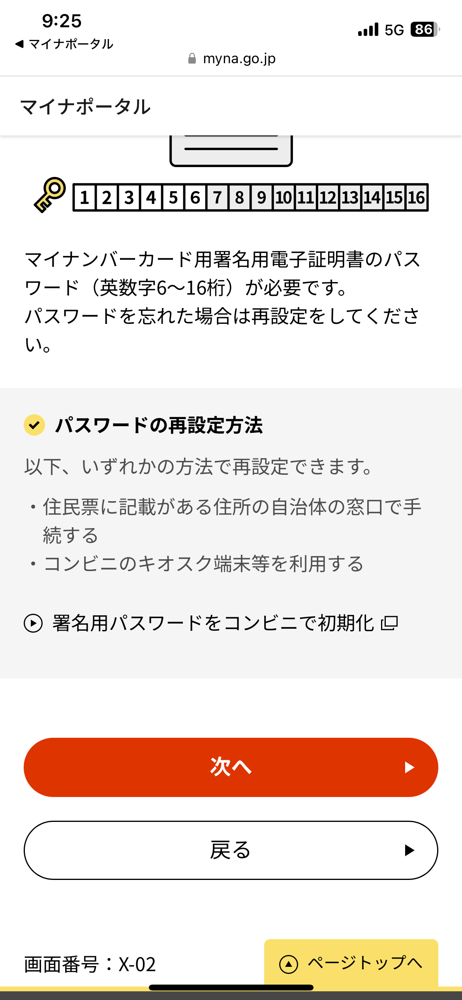 9:25
5G 86
◀ マイナポータル
myna.go.jp
マイナポータル
1 2 3 4 5 6 7 8 9 10 11 12 13 14 15 16
マイナンバーカード用署名用電子証明書のパス
ワード（英数字6〜16桁）が必要です。
パスワードを忘れた場合は再設定をしてくださ
い。
パスワードの再設定方法
以下、いずれかの方法で再設定できます。
・住民票に記載がある住所の自治体の窓口で手
続する
・コンビニのキオスク端末等を利用する
署名用パスワードをコンビニで初期化
次へ
戻る
画面番号：X-02
ページトップへ